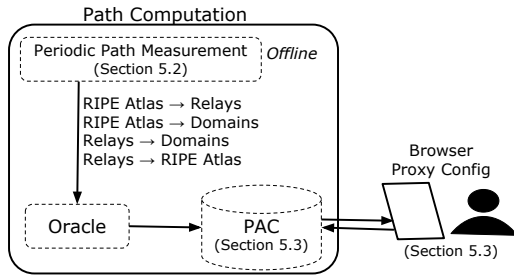 Path Computation
Periodic Path Measurement
(Section 5.2)
Offline
RIPE Atlas → Relays
RIPE Atlas → Domains
Relays → Domains
Relays → RIPE Atlas
Oracle
PAC
(Section 5.3)
Browser
Proxy Config
(Section 5.3)